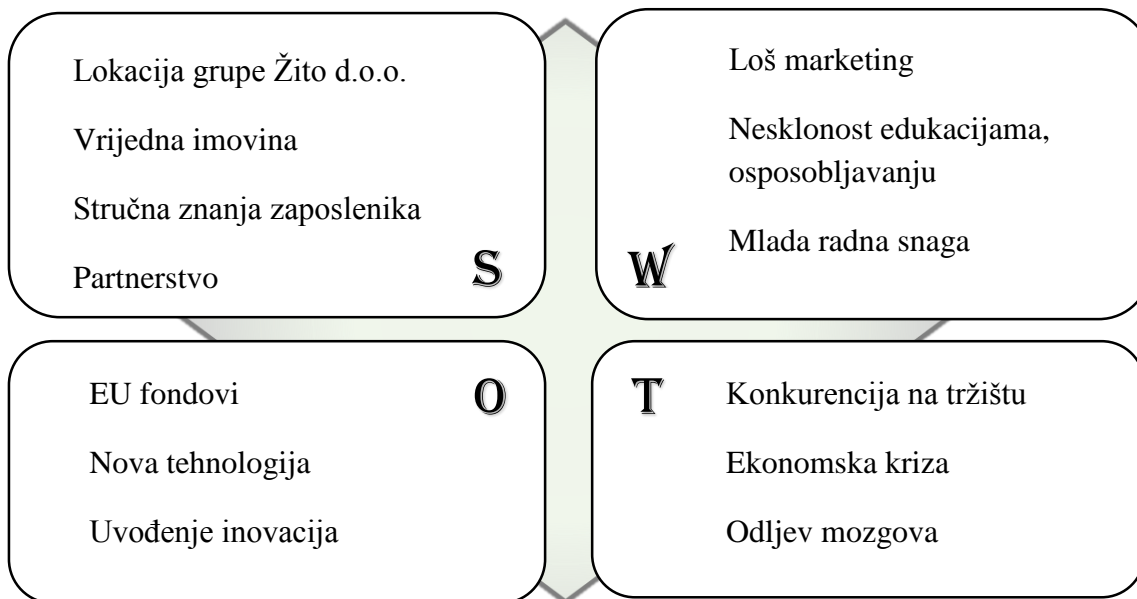 Lokacija grupe Žito d.o.o.
Vrijedna imovina
Stručna znanja zaposlenika
Partnerstvo
S
Loš marketing
Nesklonost edukacijama,
osposobljavanju
Mlada radna snaga
W
EU fondovi
Nova tehnologija
Uvođenje inovacija
O
T
Konkurencija na tržištu
Ekonomska kriza
Odljev mozgova